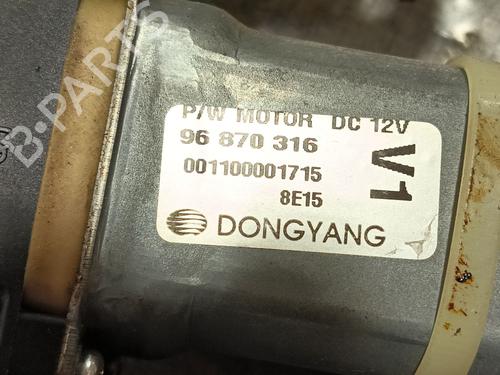 P/W MOTOR DC 12V
96 870 316
001100001715
8E15
V1
DONGYANG
B-PARTS